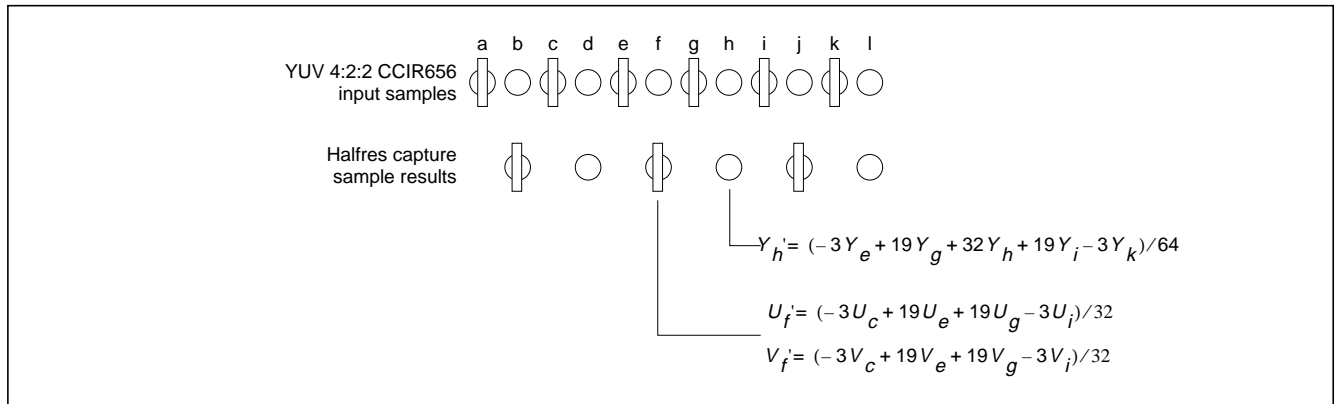 a b c d e f g h i j k l
YUV 4:2:2 CCIR656
input samples
Halfres capture
sample results
Y_h'= (–3Y_e + 19Y_g + 32Y_h + 19Y_i – 3Y_k)/64
U_f'= (–3U_c + 19U_e + 19U_g – 3U_i)/32
V_f'= (–3V_c + 19V_e + 19V_g – 3V_i)/32